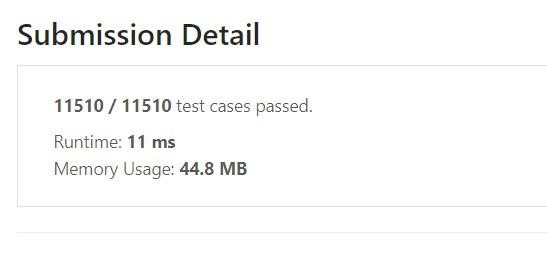 Submission Detail
11510 / 11510 test cases passed.
Runtime: 11 ms
Memory Usage: 44.8 MB